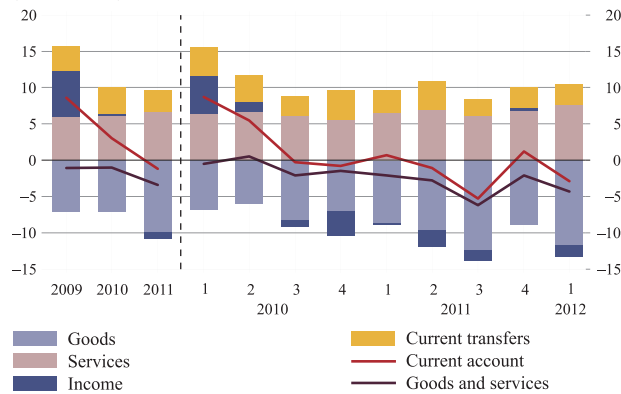 20 20
15 15
10 10
5 5
0 0
−5 −5
−10 −10
−15 −15
2009 2010 2011 1 2 3 4 1 2 3 4 1
2010 2011 2012
Goods Current transfers
Services Current account
Income Goods and services